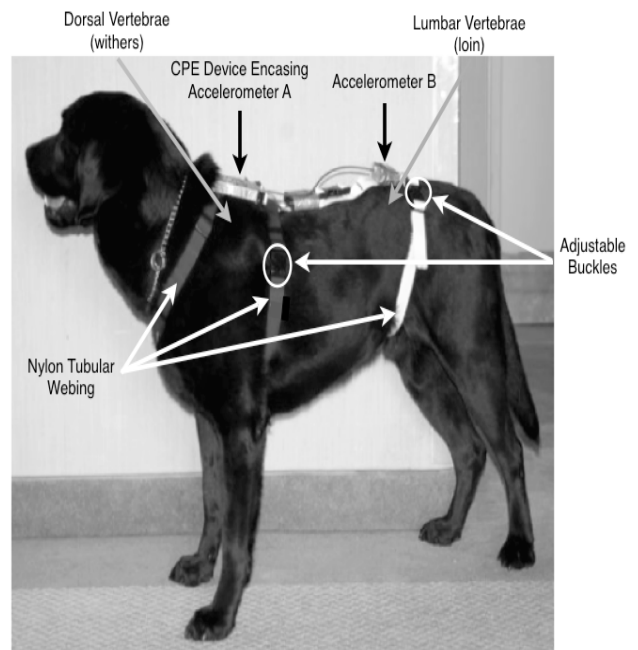 Dorsal Vertebrae
(withers)
Lumbar Vertebrae
(loin)
CPE Device Encasing
Accelerometer A
Accelerometer B
Adjustable
Buckles
Nylon Tubular
Webing